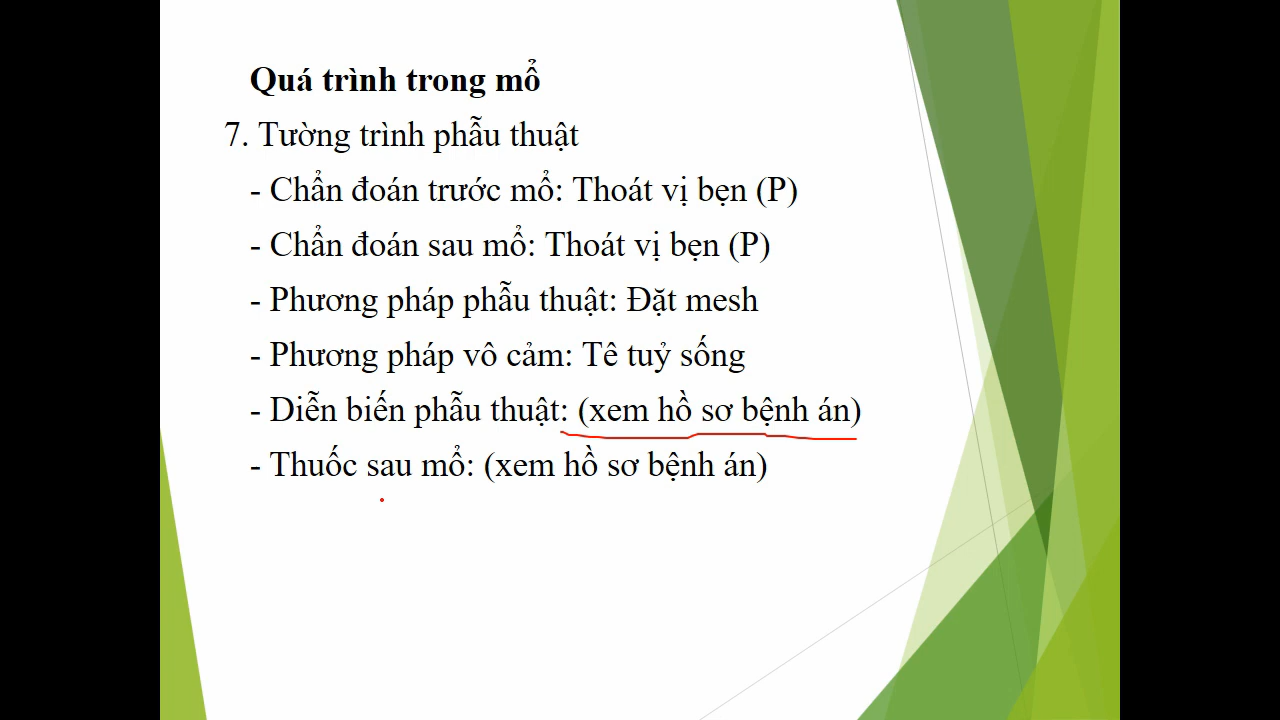 Quá trình trong mổ
7. Tường trình phẫu thuật
- Chẩn đoán trước mổ: Thoát vị bẹn (P)
- Chẩn đoán sau mổ: Thoát vị bẹn (P)
- Phương pháp phẫu thuật: Đặt mesh
- Phương pháp vô cảm: Tê tuỷ sống
- Diễn biến phẫu thuật: (xem hồ sơ bệnh án)
- Thuốc sau mổ: (xem hồ sơ bệnh án)